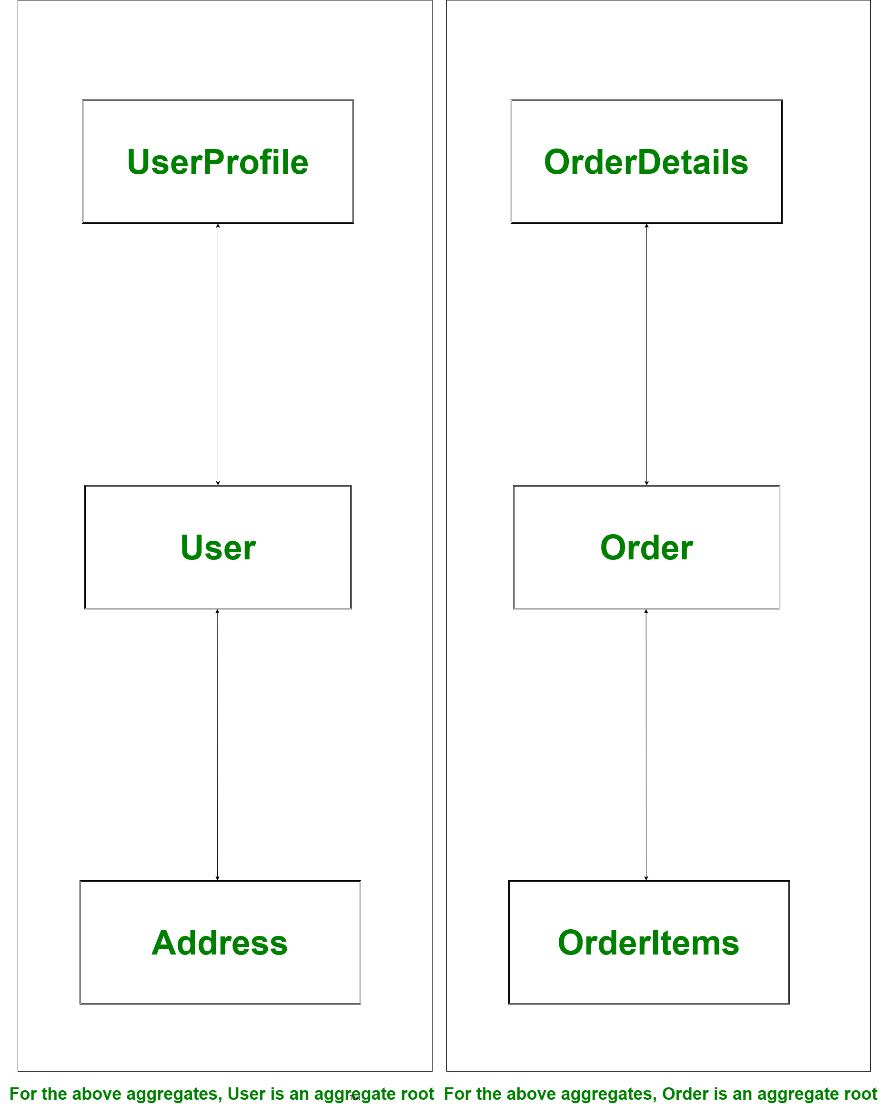 UserProfile
User
Address
For the above aggregates, User is an aggregate root
OrderDetails
Order
OrderItems
For the above aggregates, Order is an aggregate root